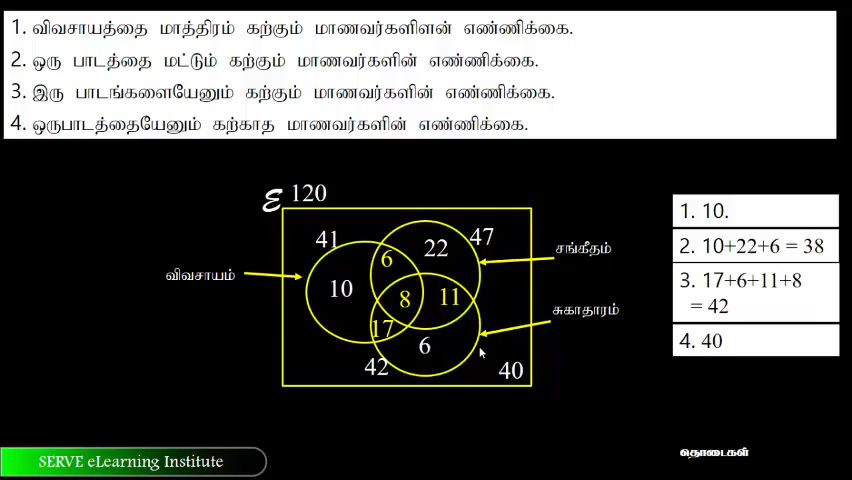 1. விவசாயத்தை மாத்திரம் கற்கும் மாணவர்களிளன் எண்ணிக்கை.
2. ஒரு பாடத்தை மட்டும் கற்கும் மாணவர்களின் எண்ணிக்கை.
3. இரு பாடங்களையேனும் கற்கும் மாணவர்களின் எண்ணிக்கை.
4. ஒருபாடத்தையேனும் கற்காத மாணவர்களின் எண்ணிக்கை.
ℰ 120
41
47
22
6
சங்கீதம்
விவசாயம்
10
8
11
சுகாதாரம்
17
6
42
40
1. 10.
2. 10+22+6 = 38
3. 17+6+11+8
= 42
4. 40
SERVE eLearning Institute
தொடைகள்